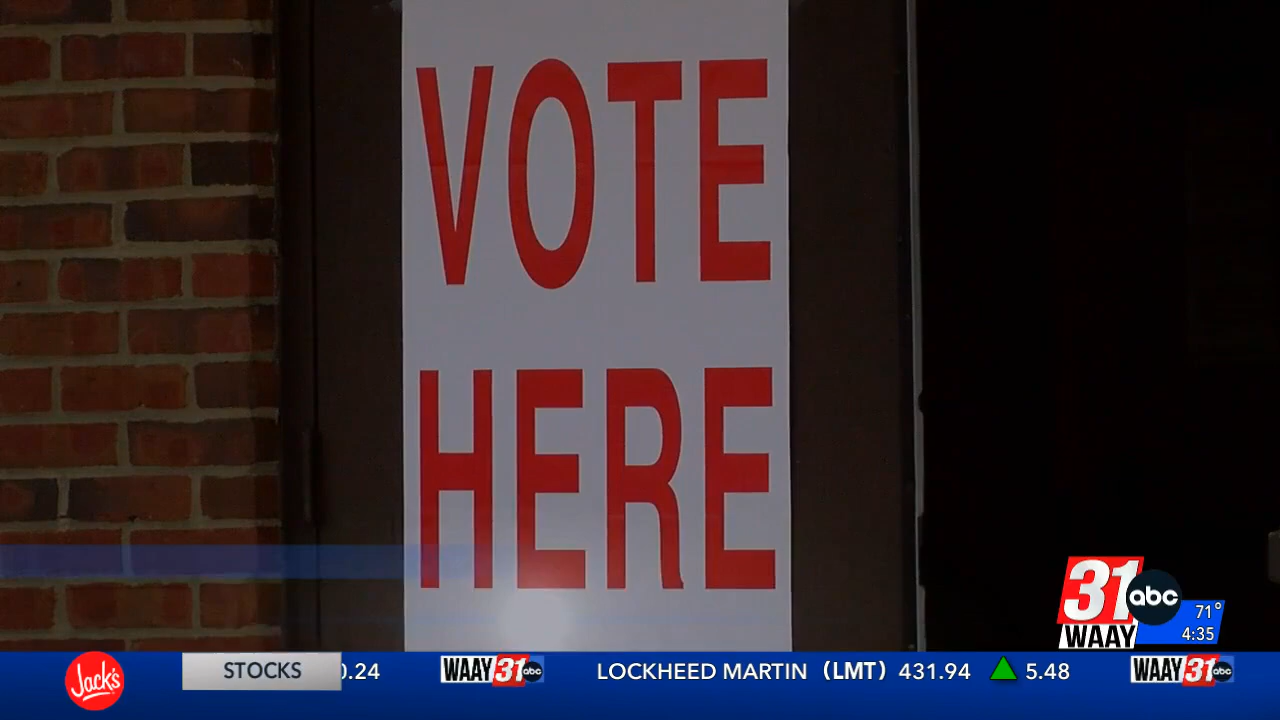 VOTE
HERE
31
abc
WAAY
71°
4:35
Jack's
STOCKS
0.24
WAAY 31 abc
LOCKHEED MARTIN (LMT) 431.94 5.48
WAAY 31 abc